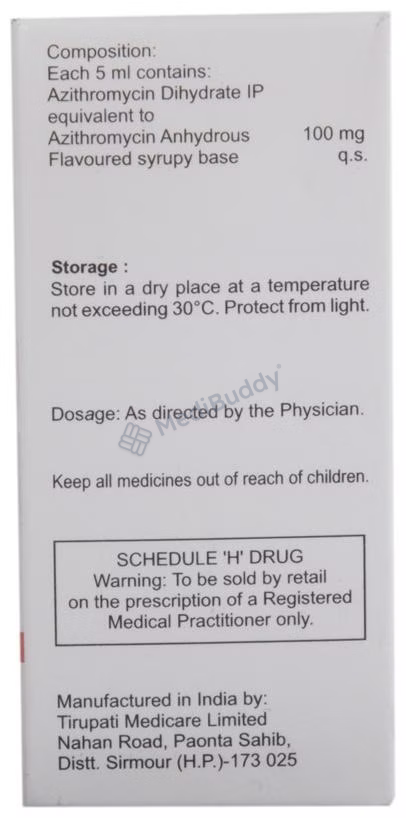 Composition:
Each 5 ml contains:
Azithromycin Dihydrate IP
equivalent to
Azithromycin Anhydrous 100 mg
Flavoured syrupy base q.s.
Storage :
Store in a dry place at a temperature
not exceeding 30°C. Protect from light.
MediBuddy
Dosage: As directed by the Physician.
Keep all medicines out of reach of children.
SCHEDULE 'H' DRUG
Warning: To be sold by retail
on the prescription of a Registered
Medical Practitioner only.
Manufactured in India by:
Tirupati Medicare Limited
Nahan Road, Paonta Sahib,
Distt. Sirmour (H.P.)-173 025